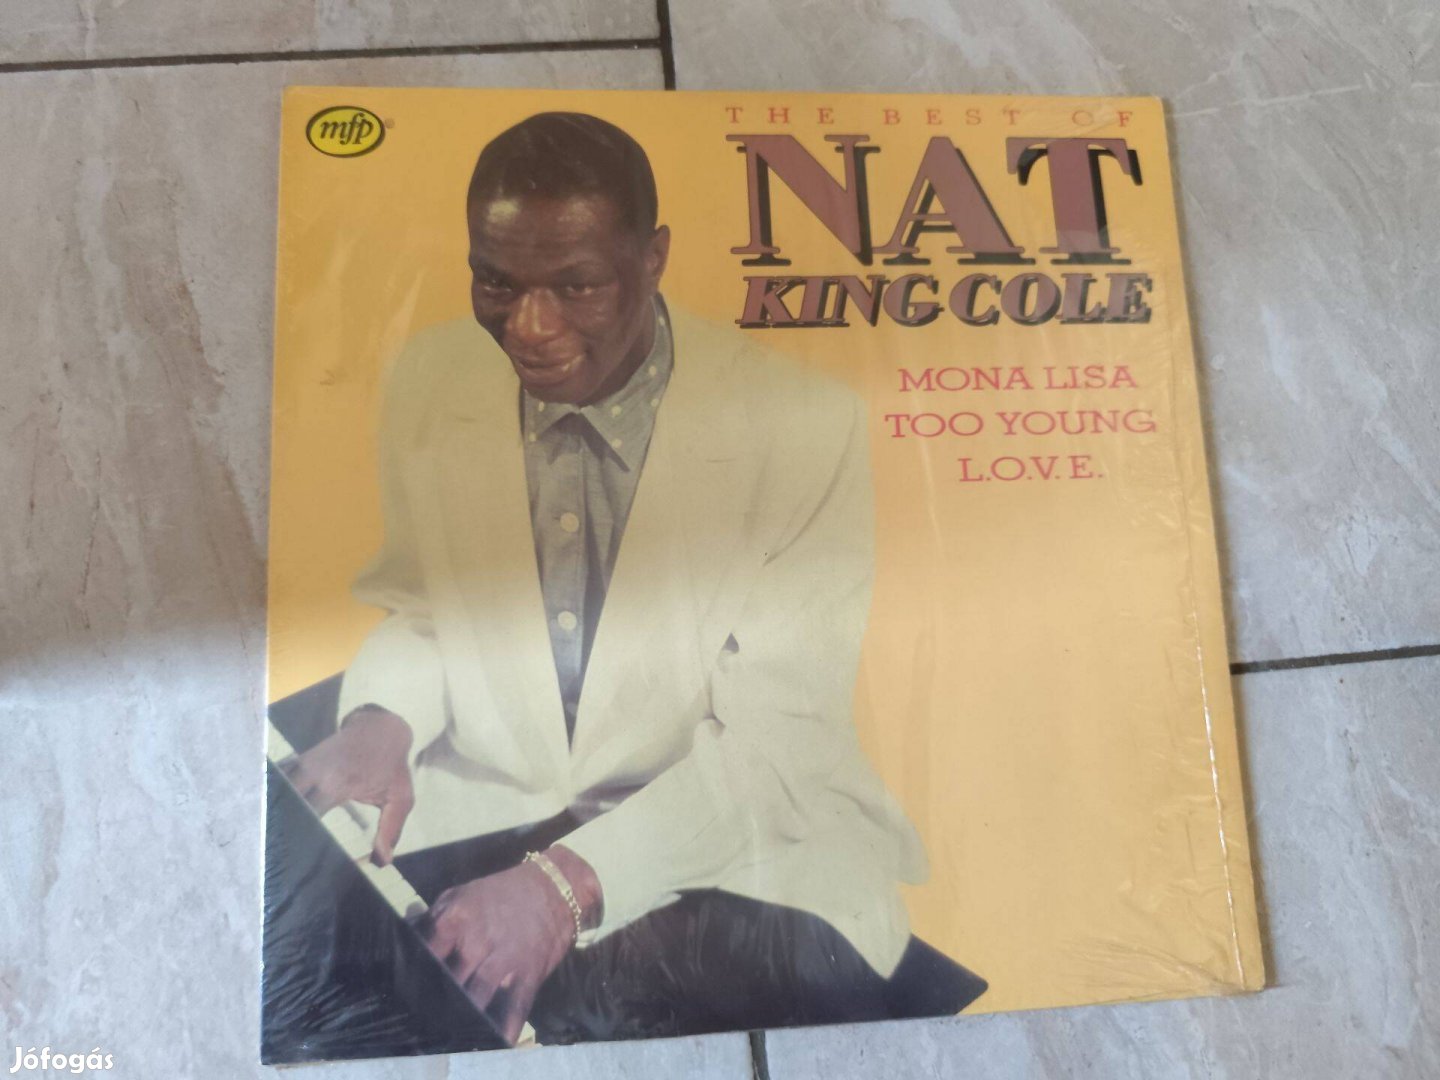 mfp
THE BEST OF
NAT
KING COLE
MONA LISA
TOO YOUNG
L.O.V.E.
Jófogás